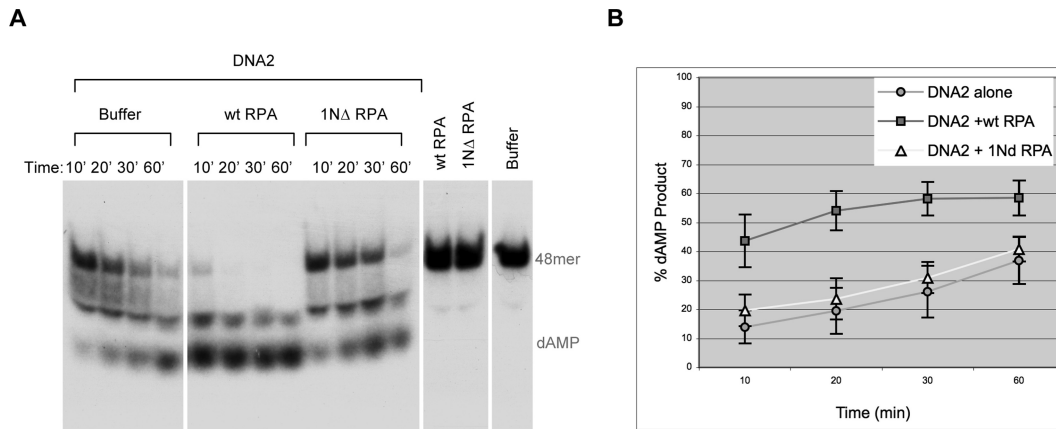 A
DNA2
Buffer
wt RPA
1NΔ RPA
wt RPA
1NΔ RPA
Buffer
Time: 10’ 20’ 30’ 60’ 10’ 20’ 30’ 60’ 10’ 20’ 30’ 60’
48mer
dAMP
B
DNA2 alone
DNA2 +wt RPA
DNA2 + 1Nd RPA
% dAMP Product
100
90
80
70
60
50
40
30
20
10
0
10 20 30 60
Time (min)